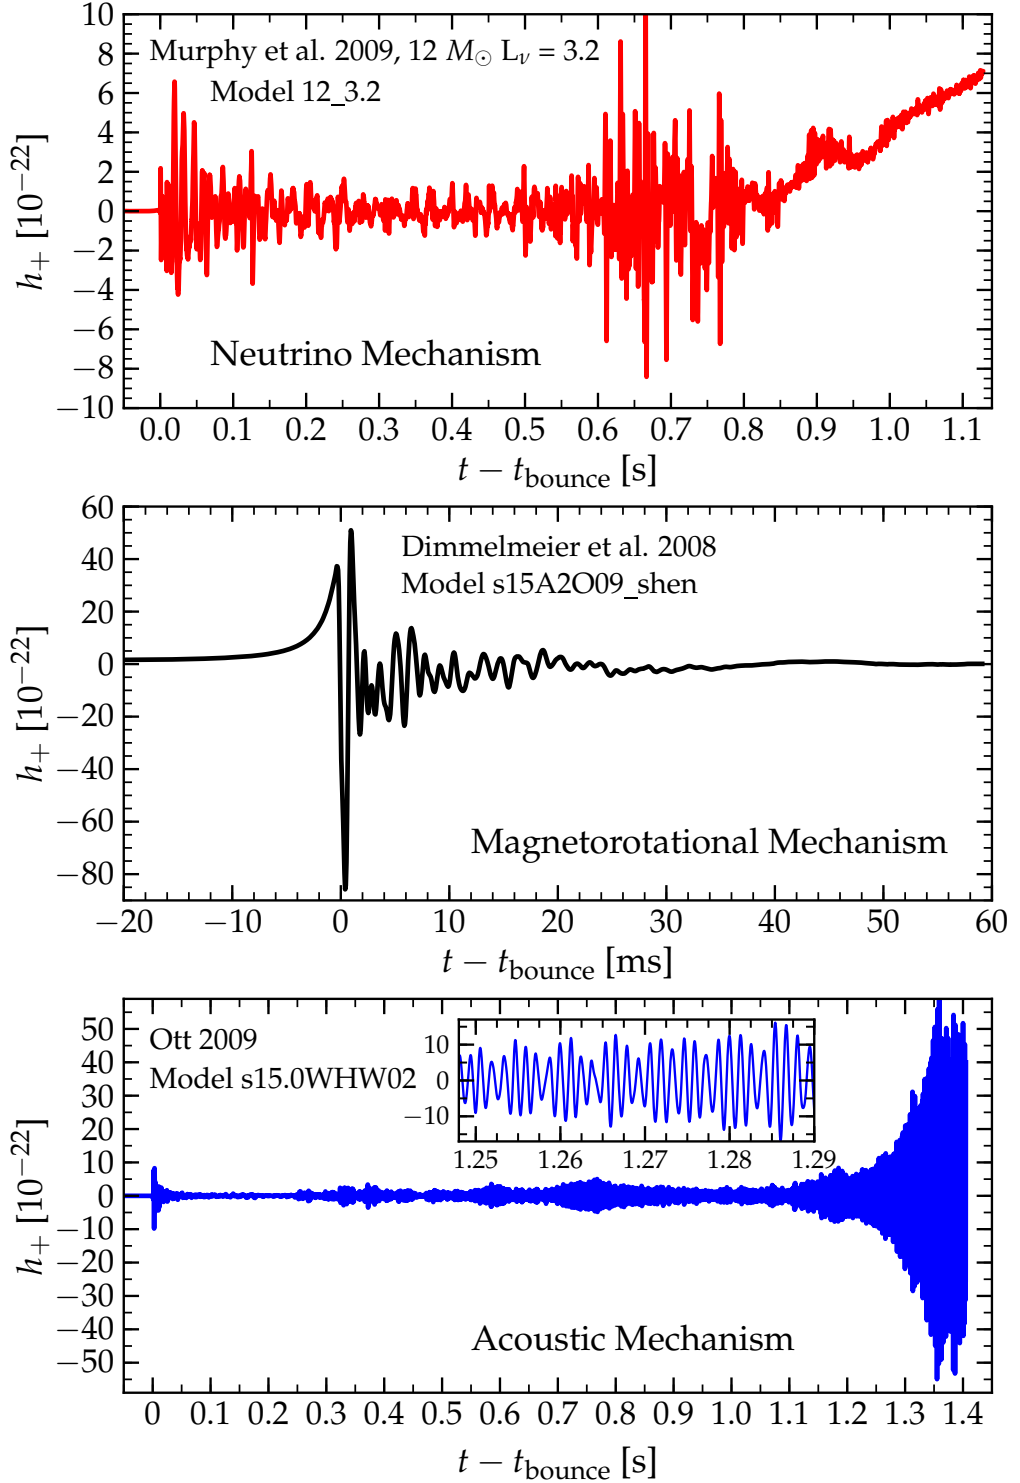 Murphy et al. 2009, 12 M⊙ Lν = 3.2
Model 12_3.2
Neutrino Mechanism
h+ [10−22]
10
8
6
4
2
0
−2
−4
−6
−8
−10
0.0 0.1 0.2 0.3 0.4 0.5 0.6 0.7 0.8 0.9 1.0 1.1
t − tbounce [s]
Dimmelmeier et al. 2008
Model s15A2O09_shen
Magnetorotational Mechanism
h+ [10−22]
60
40
20
0
−20
−40
−60
−80
−20 −10 0 10 20 30 40 50 60
t − tbounce [ms]
Ott 2009
Model s15.0WHW02
10
0
−10
1.25 1.26 1.27 1.28 1.29
Acoustic Mechanism
h+ [10−22]
50
40
30
20
10
0
−10
−20
−30
−40
−50
0 0.1 0.2 0.3 0.4 0.5 0.6 0.7 0.8 0.9 1.0 1.1 1.2 1.3 1.4
t − tbounce [s]